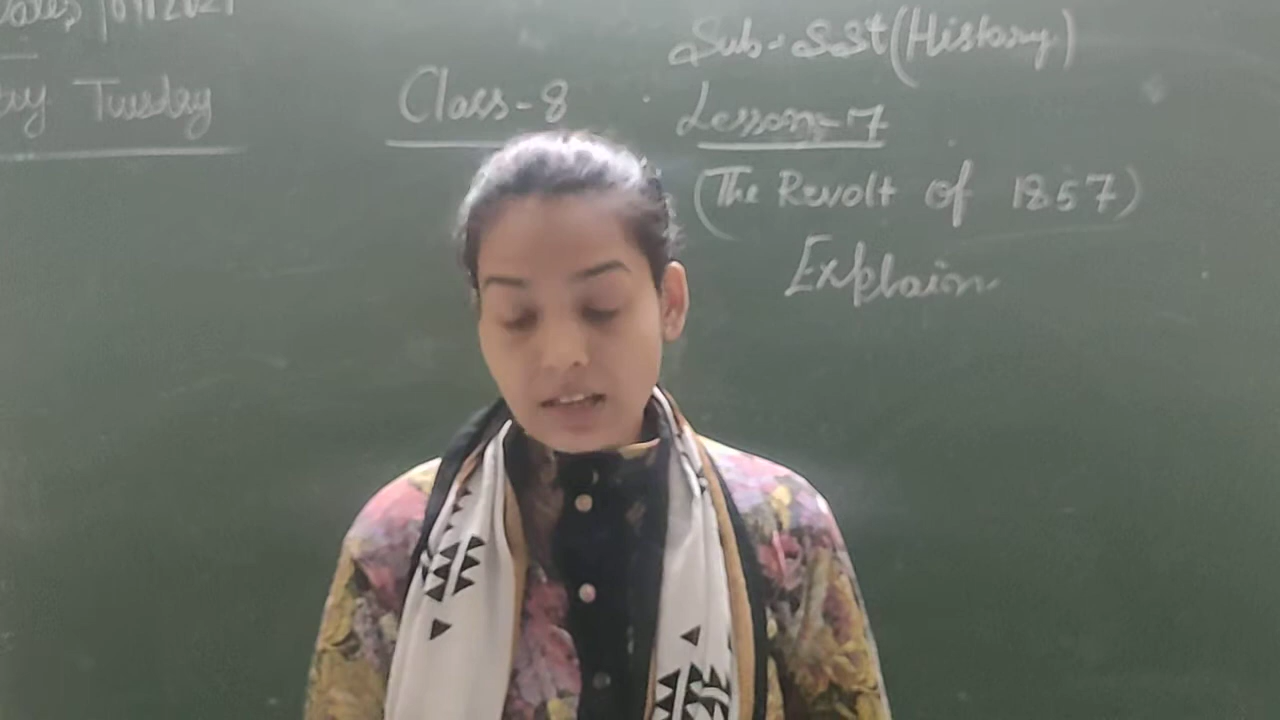 Sub- SSt (History)
Class-8
Lesson-7
Tuesday
(The Revolt of 1857)
Explain